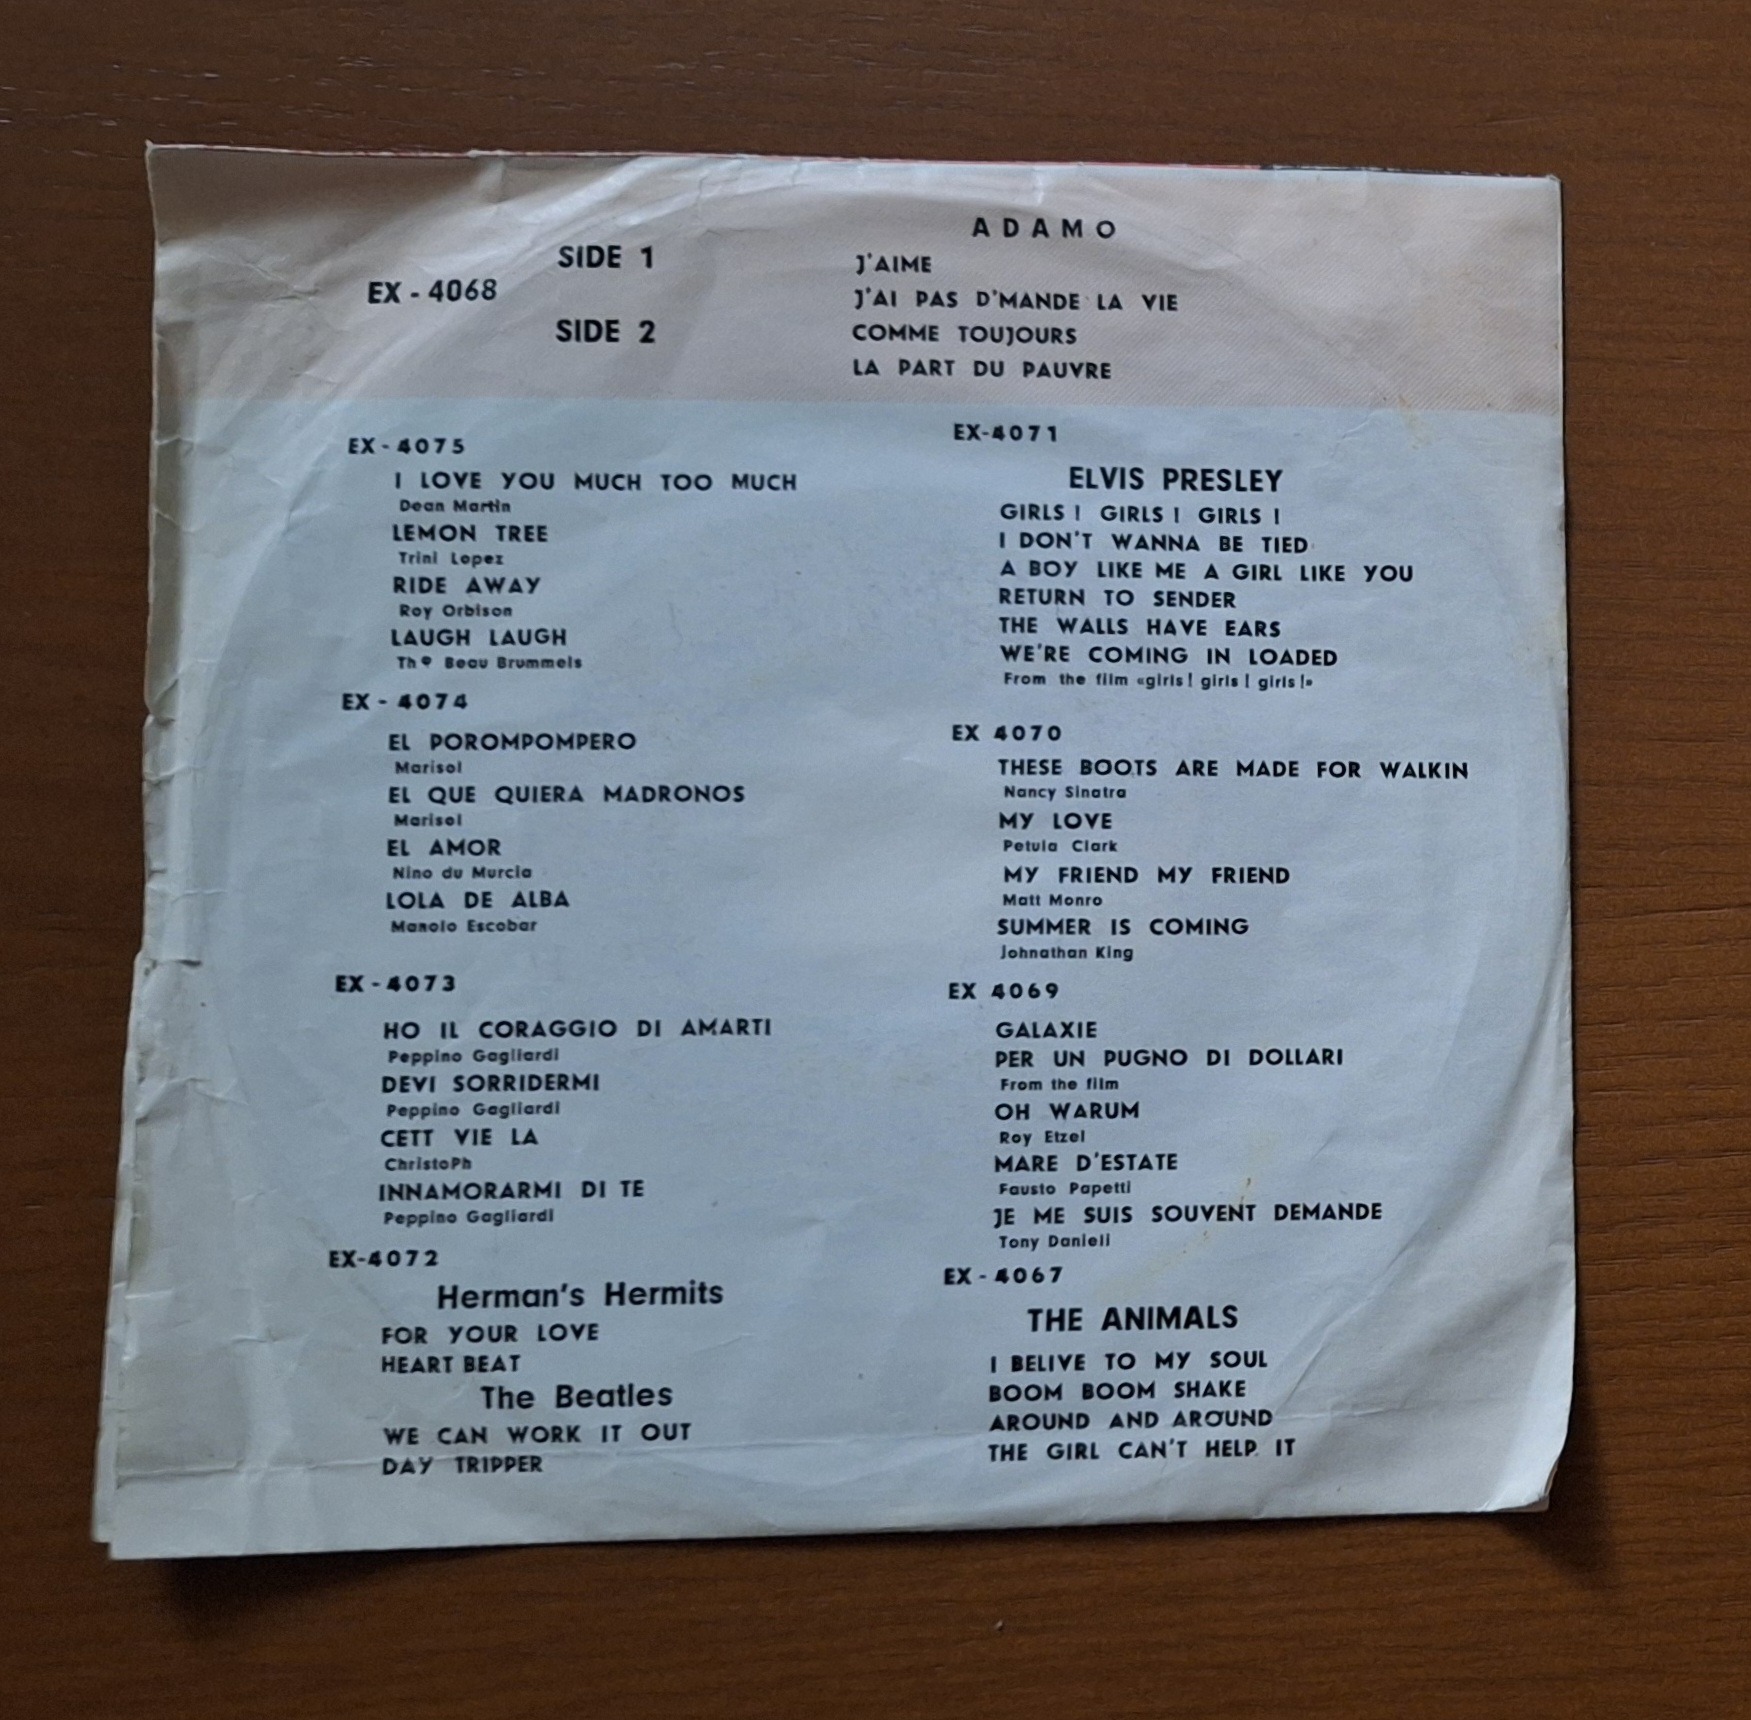 ADAMO
SIDE 1
J'AIME
EX - 4068
J'AI PAS D'MANDE LA VIE
SIDE 2
COMME TOUJOURS
LA PART DU PAUVRE
EX - 4075
I LOVE YOU MUCH TOO MUCH
Dean Martin
LEMON TREE
Trini Lopez
RIDE AWAY
Roy Orbison
LAUGH LAUGH
The Beau Brummels
EX - 4074
EL POROMPOMPERO
Marisol
EL QUE QUIERA MADRONOS
Marisol
EL AMOR
Nino du Murcia
LOLA DE ALBA
Manolo Escobar
EX - 4073
HO IL CORAGGIO DI AMARTI
Peppino Gagliardi
DEVI SORRIDERMI
Peppino Gagliardi
CETT VIE LA
ChristoPh
INNAMORARMI DI TE
Peppino Gagliardi
EX-4072
Herman's Hermits
FOR YOUR LOVE
HEART BEAT
The Beatles
WE CAN WORK IT OUT
DAY TRIPPER
EX-4071
ELVIS PRESLEY
GIRLS ! GIRLS ! GIRLS !
I DON'T WANNA BE TIED
A BOY LIKE ME A GIRL LIKE YOU
RETURN TO SENDER
THE WALLS HAVE EARS
WE'RE COMING IN LOADED
From the film «girls ! girls ! girls !»
EX 4070
THESE BOOTS ARE MADE FOR WALKIN
Nancy Sinatra
MY LOVE
Petula Clark
MY FRIEND MY FRIEND
Matt Monro
SUMMER IS COMING
Johnathan King
EX 4069
GALAXIE
PER UN PUGNO DI DOLLARI
From the film
OH WARUM
Roy Etzel
MARE D'ESTATE
Fausto Papetti
JE ME SUIS SOUVENT DEMANDE
Tony Danieli
EX - 4067
THE ANIMALS
I BELIVE TO MY SOUL
BOOM BOOM SHAKE
AROUND AND AROUND
THE GIRL CAN'T HELP IT